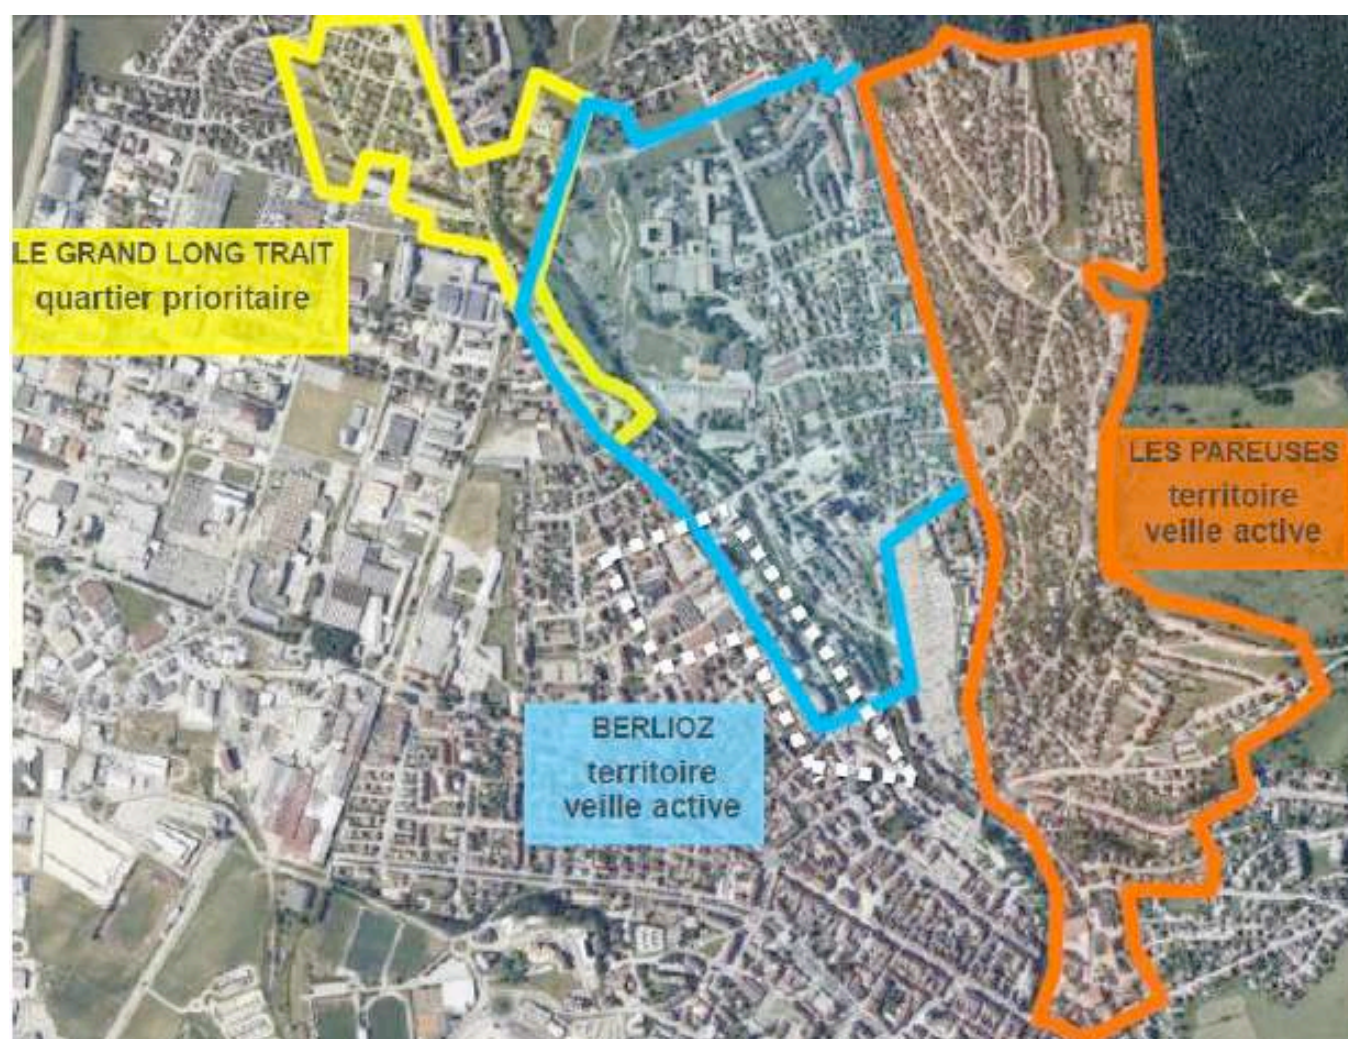 LE GRAND LONG TRAIT
quartier prioritaire
LES PAREUSES
territoire
veille active
BERLIOZ
territoire
veille active